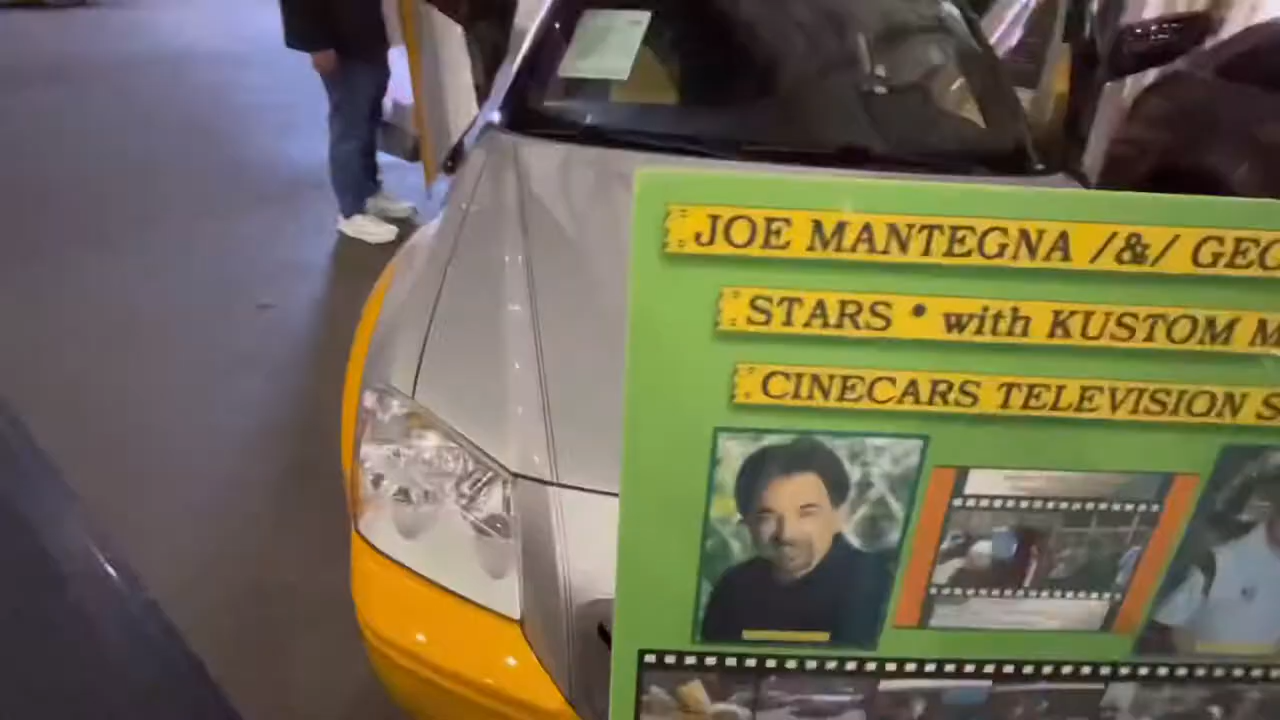 JOE MANTEGNA /&/ GEO
STARS * with KUSTOM M
CINECARS TELEVISION S